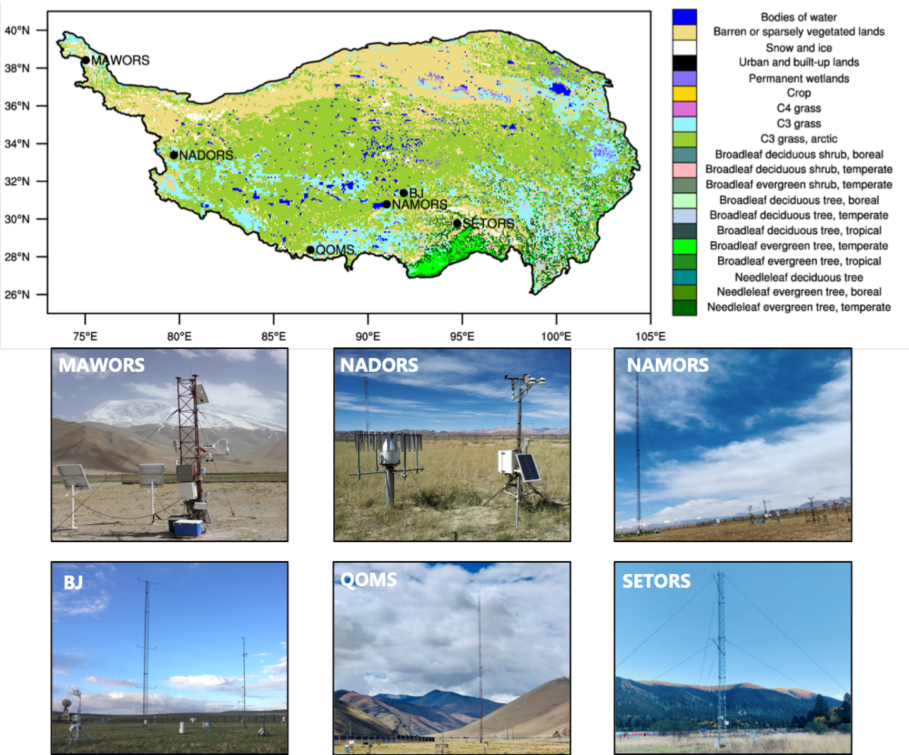 40°N
38°N
36°N
34°N
32°N
30°N
28°N
26°N
75°E
80°E
85°E
90°E
95°E
100°E
105°E
MAWORS
NADORS
BJ
NAMORS
SETORS
QOMS
Bodies of water
Barren or sparsely vegetated lands
Snow and ice
Urban and built-up lands
Permanent wetlands
Crop
C4 grass
C3 grass
C3 grass, arctic
Broadleaf deciduous shrub, boreal
Broadleaf deciduous shrub, temperate
Broadleaf evergreen shrub, temperate
Broadleaf deciduous tree, boreal
Broadleaf deciduous tree, temperate
Broadleaf deciduous tree, tropical
Broadleaf evergreen tree, temperate
Broadleaf evergreen tree, tropical
Needleleaf deciduous tree
Needleleaf evergreen tree, boreal
Needleleaf evergreen tree, temperate
MAWORS
NADORS
NAMORS
BJ
QOMS
SETORS